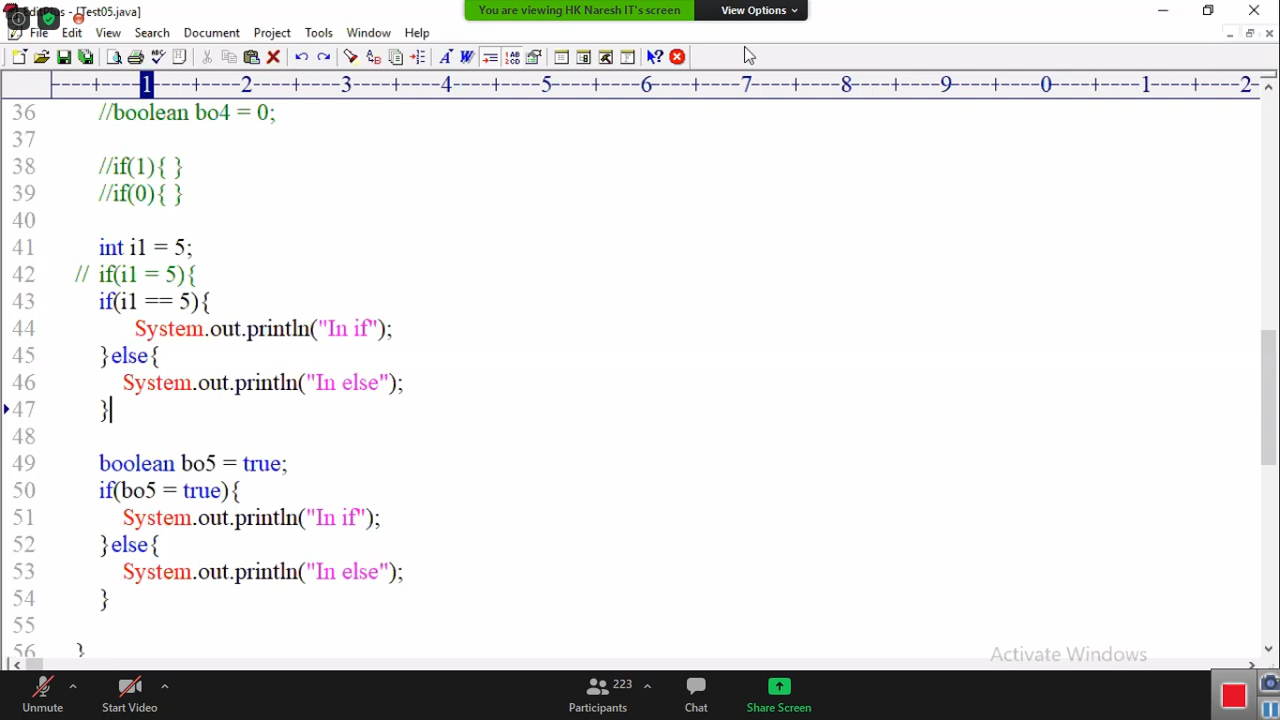 EditPlus - [Test05.java]
You are viewing HK Naresh IT's screen
View Options
File Edit View Search Document Project Tools Window Help
----+----1----+----2----+----3----+----4----+----5----+----6----+----7----+----8----+----9----+----0----+----1----+----2-
36 //boolean bo4 = 0;
37
38 //if(1){ }
39 //if(0){ }
40
41 int i1 = 5;
42 // if(i1 = 5){
43 if(i1 == 5){
44 System.out.println("In if");
45 }else{
46 System.out.println("In else");
47 }
48
49 boolean bo5 = true;
50 if(bo5 = true){
51 System.out.println("In if");
52 }else{
53 System.out.println("In else");
54 }
55
56 }
Activate Windows
Unmute
Start Video
223
Participants
Chat
Share Screen